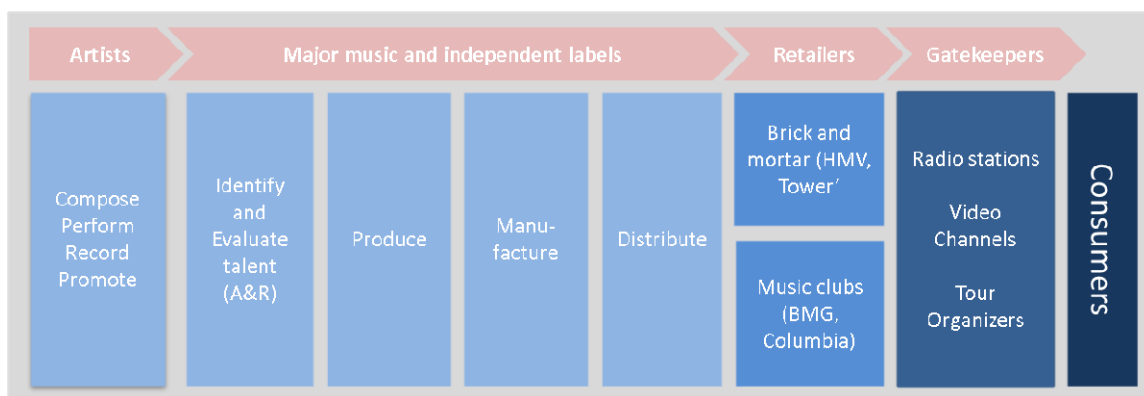 Artists
Major music and independent labels
Retailers
Gatekeepers
Compose
Perform
Record
Promote
Identify
and
Evaluate
talent
(A&R)
Produce
Manu-
facture
Distribute
Brick and
mortar (HMV,
Tower'
Music clubs
(BMG,
Columbia)
Radio stations
Video
Channels
Tour
Organizers
Consumers